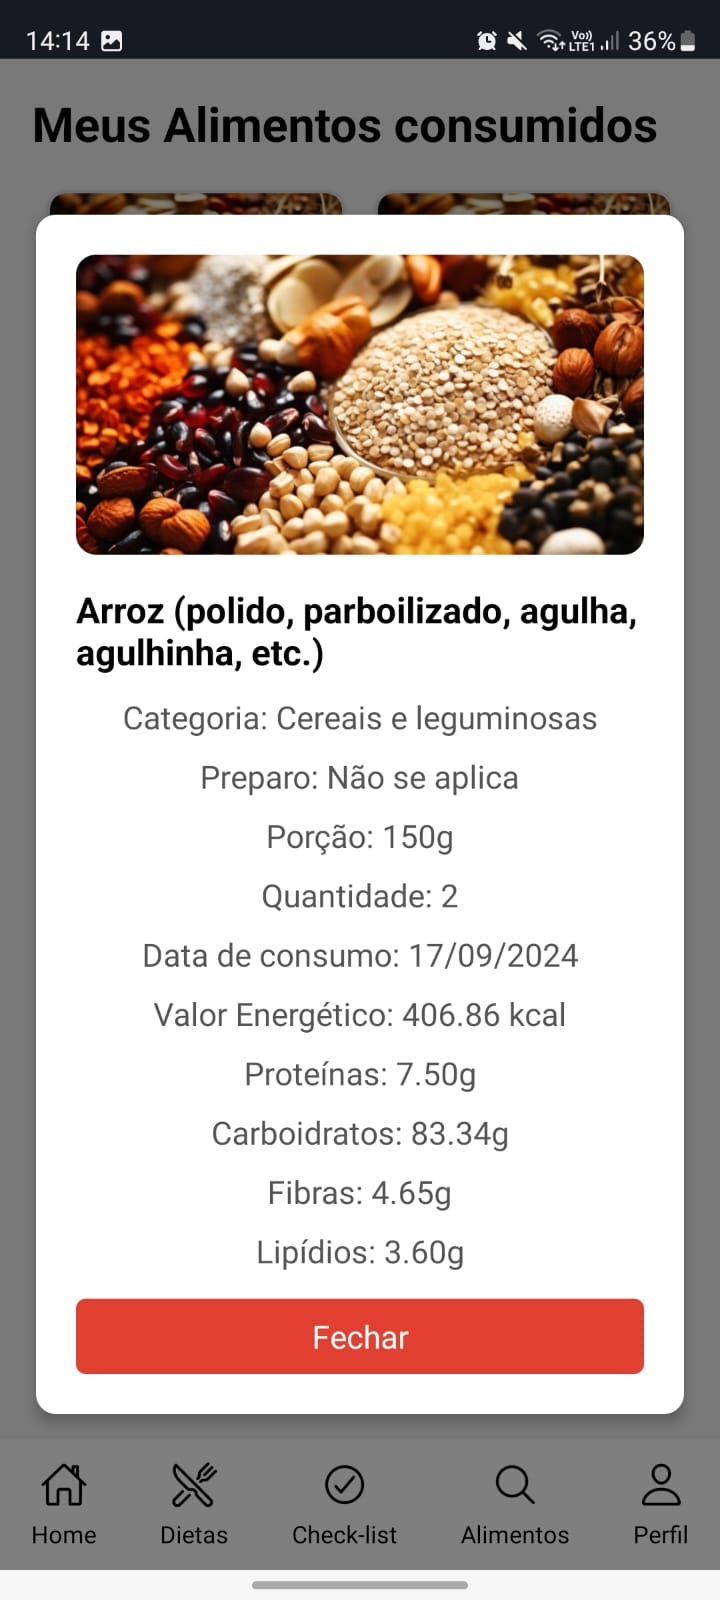 14:14
Vo)) LTE1 36%
Meus Alimentos consumidos
Arroz (polido, parboilizado, agulha,
agulhinha, etc.)
Categoria: Cereais e leguminosas
Preparo: Não se aplica
Porção: 150g
Quantidade: 2
Data de consumo: 17/09/2024
Valor Energético: 406.86 kcal
Proteínas: 7.50g
Carboidratos: 83.34g
Fibras: 4.65g
Lipídios: 3.60g
Fechar
Home Dietas Check-list Alimentos Perfil